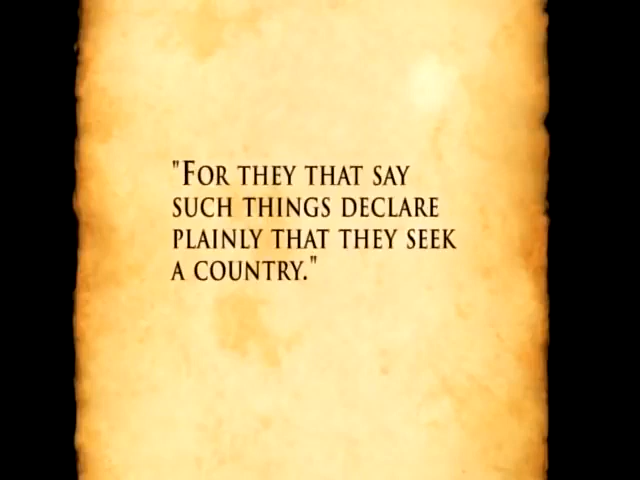 "For they that say
such things declare
plainly that they seek
a country."